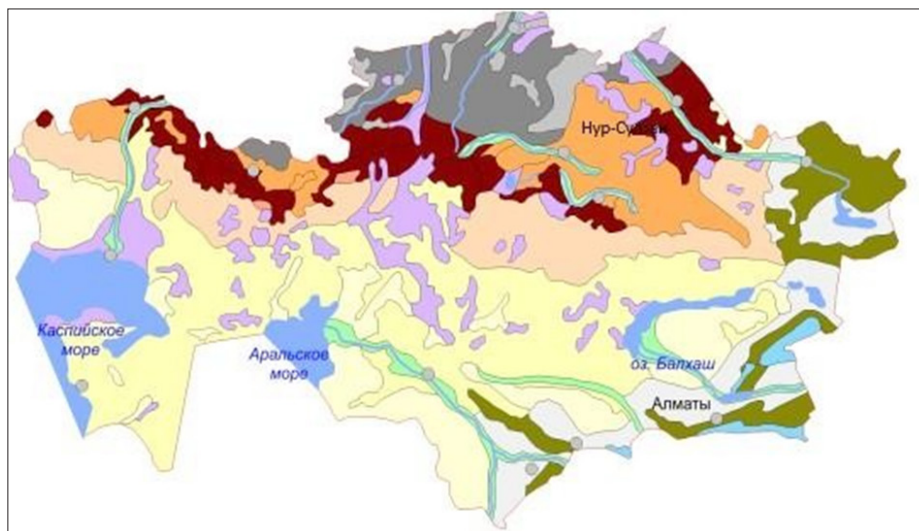 Нур-Султан
Каспийское
море
Аральское
море
оз. Балхаш
Алматы